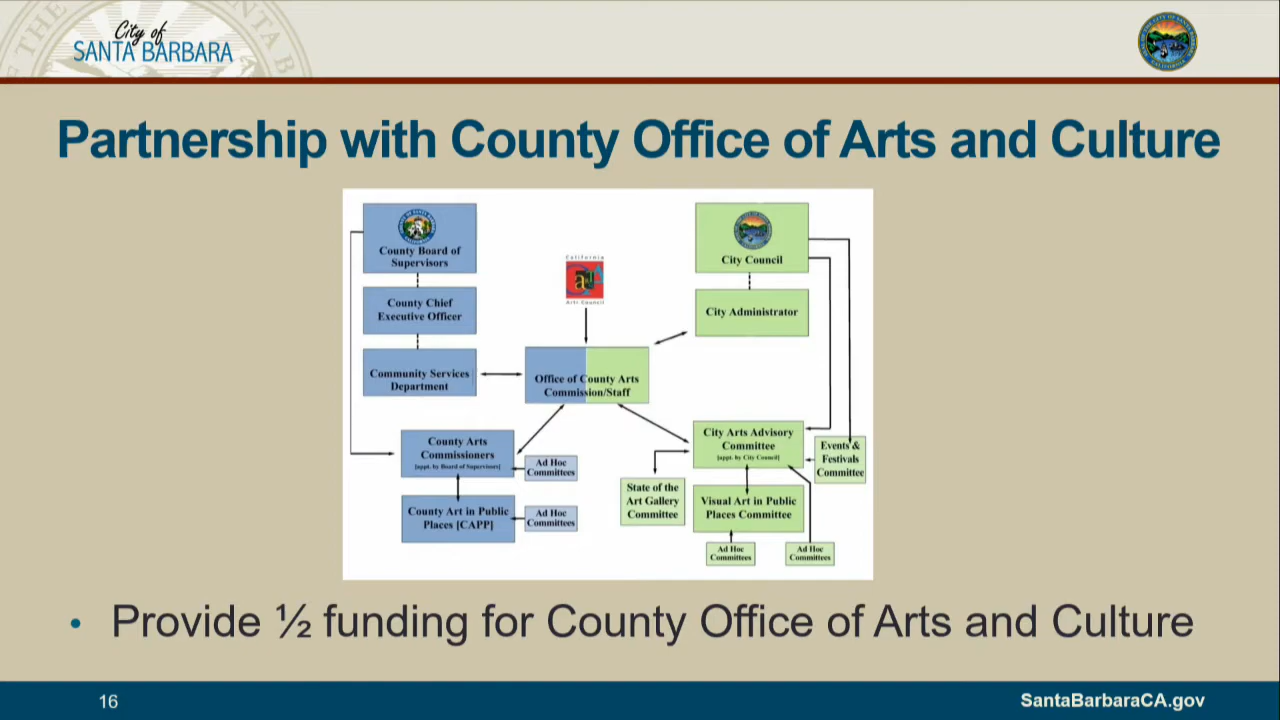 City of
SANTA BARBARA
Partnership with County Office of Arts and Culture
County Board of
Supervisors
County Chief
Executive Officer
Community Services
Department
California
Arts Council
Office of County Arts
Commission/Staff
City Council
City Administrator
County Arts
Commissioners
[appt. by Board of Supervisors]
Ad Hoc
Committees
County Art in Public
Places [CAPP]
Ad Hoc
Committees
City Arts Advisory
Committee
[appt. by City Council]
Events &
Festivals
Committee
State of the
Art Gallery
Committee
Visual Art in Public
Places Committee
Ad Hoc
Committees
Ad Hoc
Committees
• Provide ½ funding for County Office of Arts and Culture
16
SantaBarbaraCA.gov